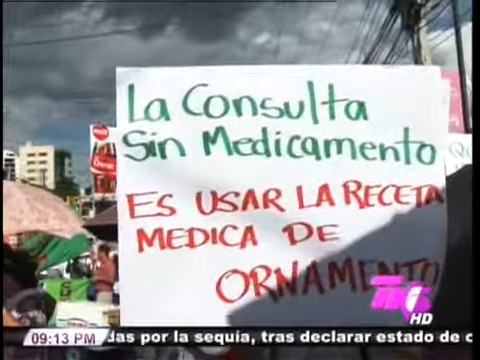 La Consulta
Sin Medicamento
ES USAR LA RECETA
MEDICA DE
ORNAMENTO
HD
09:13 PM
das por la sequía, tras declarar estado de c